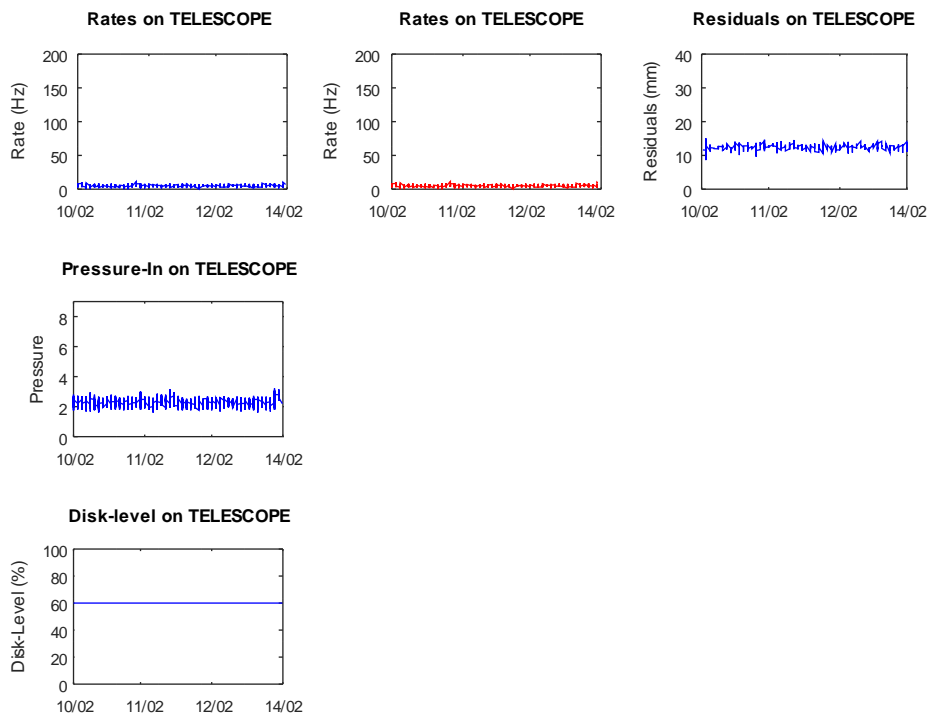 Rates on TELESCOPE
Rate (Hz)
200
150
100
50
0
10/02 11/02 12/02 14/02
Rates on TELESCOPE
Rate (Hz)
200
150
100
50
0
10/02 11/02 12/02 14/02
Residuals on TELESCOPE
Residuals (mm)
40
30
20
10
0
10/02 11/02 12/02 14/02
Pressure-In on TELESCOPE
Pressure
8
6
4
2
0
10/02 11/02 12/02 14/02
Disk-level on TELESCOPE
Disk-Level (%)
100
80
60
40
20
0
10/02 11/02 12/02 14/02